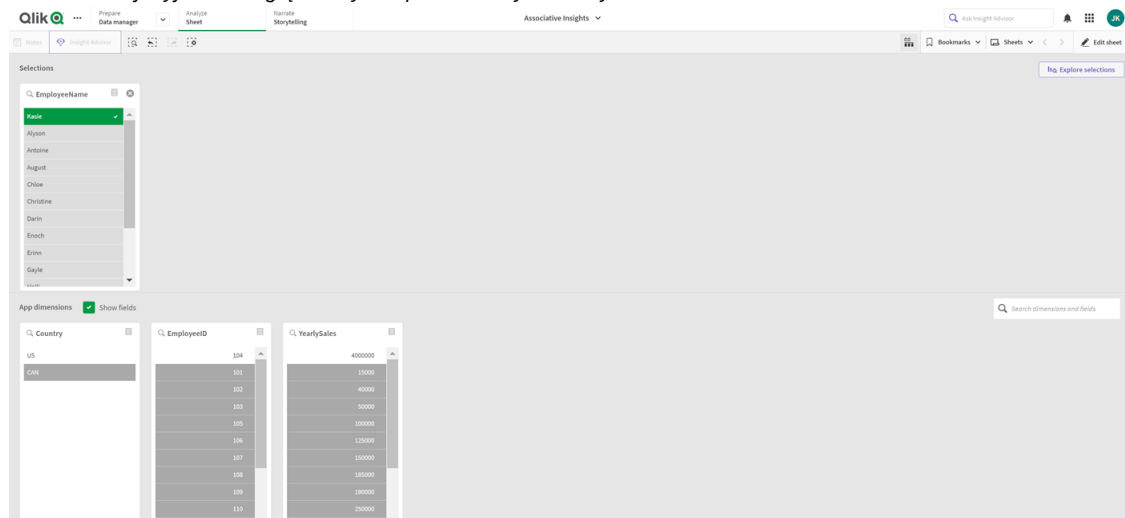 Qlik
Prepare
Data manager
Analyze
Sheet
Narrate
Storytelling
Associative Insights
Ask Insight Advisor
JK
Notes
Insight Advisor
Bookmarks
Sheets
Edit sheet
Selections
Explore selections
EmployeeName
Kasie
Alyson
Antoine
August
Chloe
Christine
Darin
Enoch
Erinn
Gayle
App dimensions
Show fields
Search dimensions and fields
Country
US
CAN
EmployeeID
104
101
102
103
105
106
107
108
109
110
YearlySales
4000000
15000
40000
50000
100000
125000
150000
185000
190000
250000